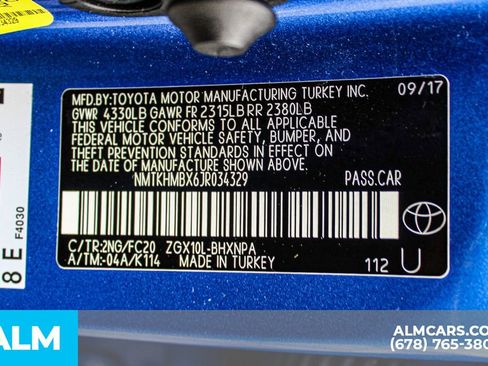 34329
MFD.BY:TOYOTA MOTOR MANUFACTURING TURKEY INC. 09/17
GVWR 4330LB GAWR FR 2315LB RR 2380LB
THIS VEHICLE CONFORMS TO ALL APPLICABLE
FEDERAL MOTOR VEHICLE SAFETY, BUMPER, AND
THEFT PREVENTION STANDARDS IN EFFECT ON
THE DATE OF MANUFACTURE SHOWN ABOVE.
NMTKHMBX6JR034329 PASS.CAR
F4030
8E
C/TR:2NG/FC20 ZGX10L-BHXNPA
A/TM:-04A/K114 MADE IN TURKEY 112 U
ALM
ALMCARS.CO
(678) 765-380